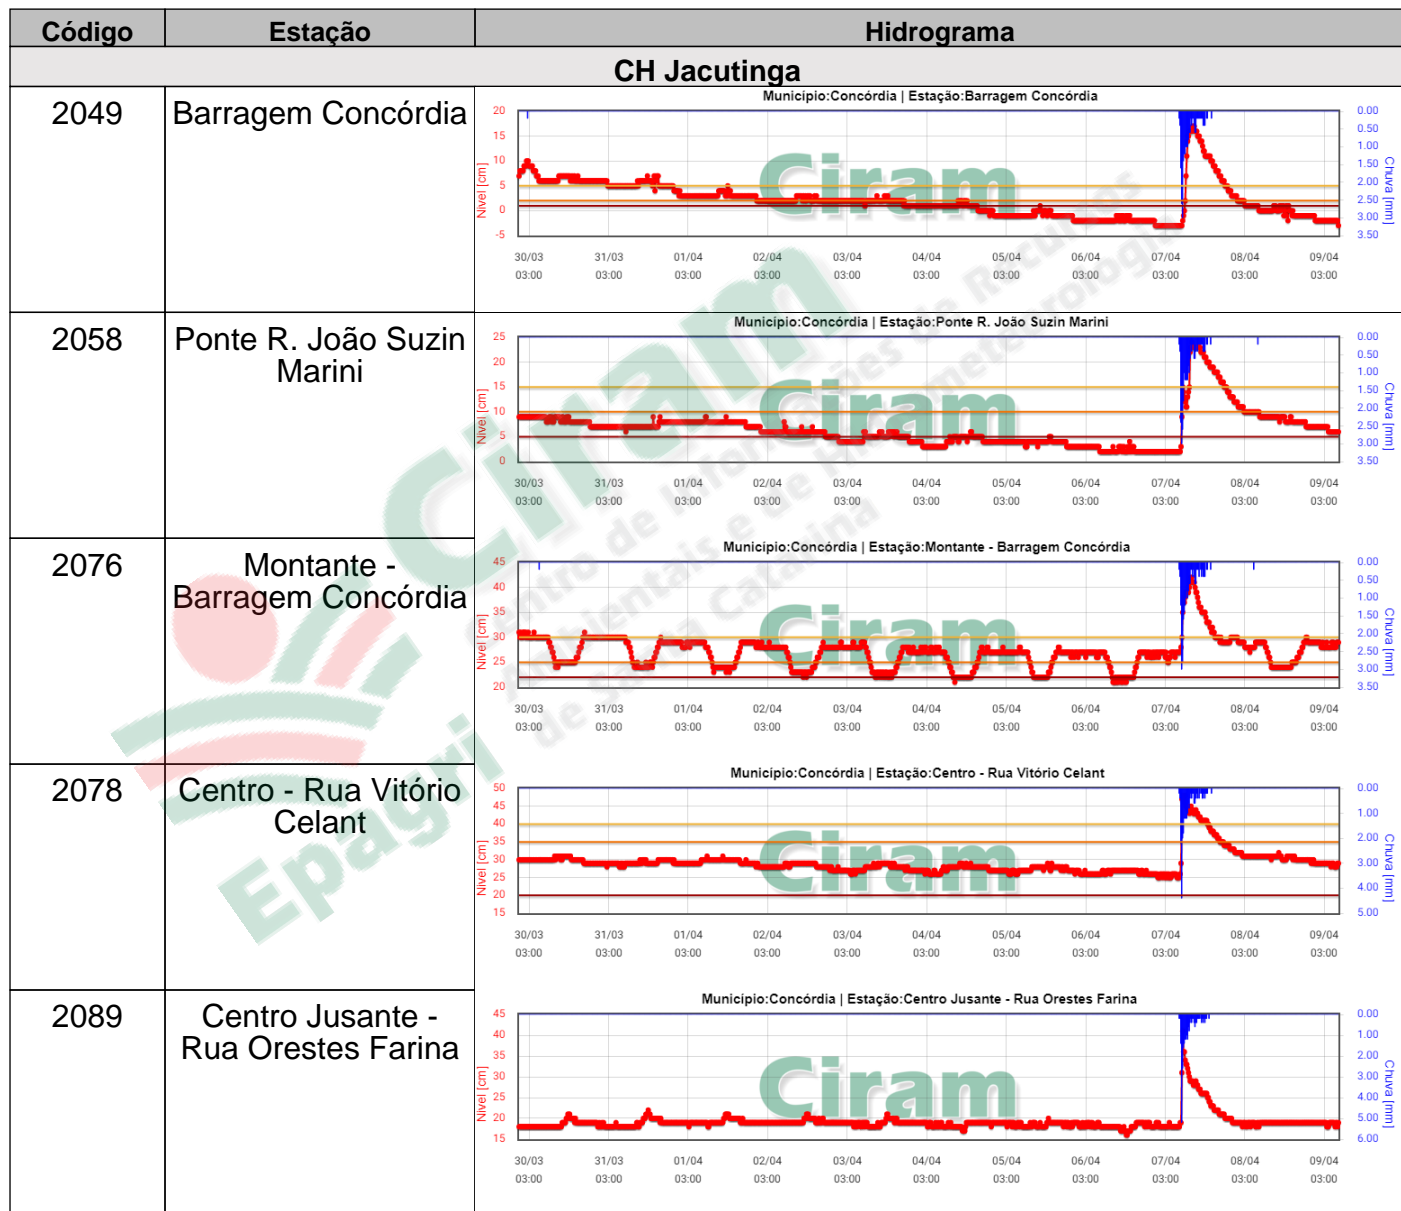 Código Estação Hidrograma
CH Jacutinga
2049 Barragem Concórdia
Município:Concórdia | Estação:Barragem Concórdia
Nível [cm]
20
15
10
5
0
-5
0.00
0.50
1.00
1.50
2.00
2.50
3.00
3.50
Chuva [mm]
30/03 31/03 01/04 02/04 03/04 04/04 05/04 06/04 07/04 08/04 09/04
03:00 03:00 03:00 03:00 03:00 03:00 03:00 03:00 03:00 03:00 03:00
2058 Ponte R. João Suzin
Marini
Município:Concórdia | Estação:Ponte R. João Suzin Marini
Nível [cm]
25
20
15
10
5
0
0.00
0.50
1.00
1.50
2.00
2.50
3.00
3.50
Chuva [mm]
30/03 31/03 01/04 02/04 03/04 04/04 05/04 06/04 07/04 08/04 09/04
03:00 03:00 03:00 03:00 03:00 03:00 03:00 03:00 03:00 03:00 03:00
2076 Montante -
Barragem Concórdia
Município:Concórdia | Estação:Montante - Barragem Concórdia
Nível [cm]
45
40
35
30
25
20
0.00
0.50
1.00
1.50
2.00
2.50
3.00
3.50
Chuva [mm]
30/03 31/03 01/04 02/04 03/04 04/04 05/04 06/04 07/04 08/04 09/04
03:00 03:00 03:00 03:00 03:00 03:00 03:00 03:00 03:00 03:00 03:00
2078 Centro - Rua Vitório
Celant
Município:Concórdia | Estação:Centro - Rua Vitório Celant
Nível [cm]
50
45
40
35
30
25
20
15
0.00
1.00
2.00
3.00
4.00
5.00
Chuva [mm]
30/03 31/03 01/04 02/04 03/04 04/04 05/04 06/04 07/04 08/04 09/04
03:00 03:00 03:00 03:00 03:00 03:00 03:00 03:00 03:00 03:00 03:00
2089 Centro Jusante -
Rua Orestes Farina
Município:Concórdia | Estação:Centro Jusante - Rua Orestes Farina
Nível [cm]
45
40
35
30
25
20
15
0.00
1.00
2.00
3.00
4.00
5.00
6.00
Chuva [mm]
30/03 31/03 01/04 02/04 03/04 04/04 05/04 06/04 07/04 08/04 09/04
03:00 03:00 03:00 03:00 03:00 03:00 03:00 03:00 03:00 03:00 03:00
Ciram
Ciram
Ciram
Ciram
Ciram
Epagri
Ciram
Centro de Informações de Recursos
Ambientais e de Hidrometeorologia
de Santa Catarina